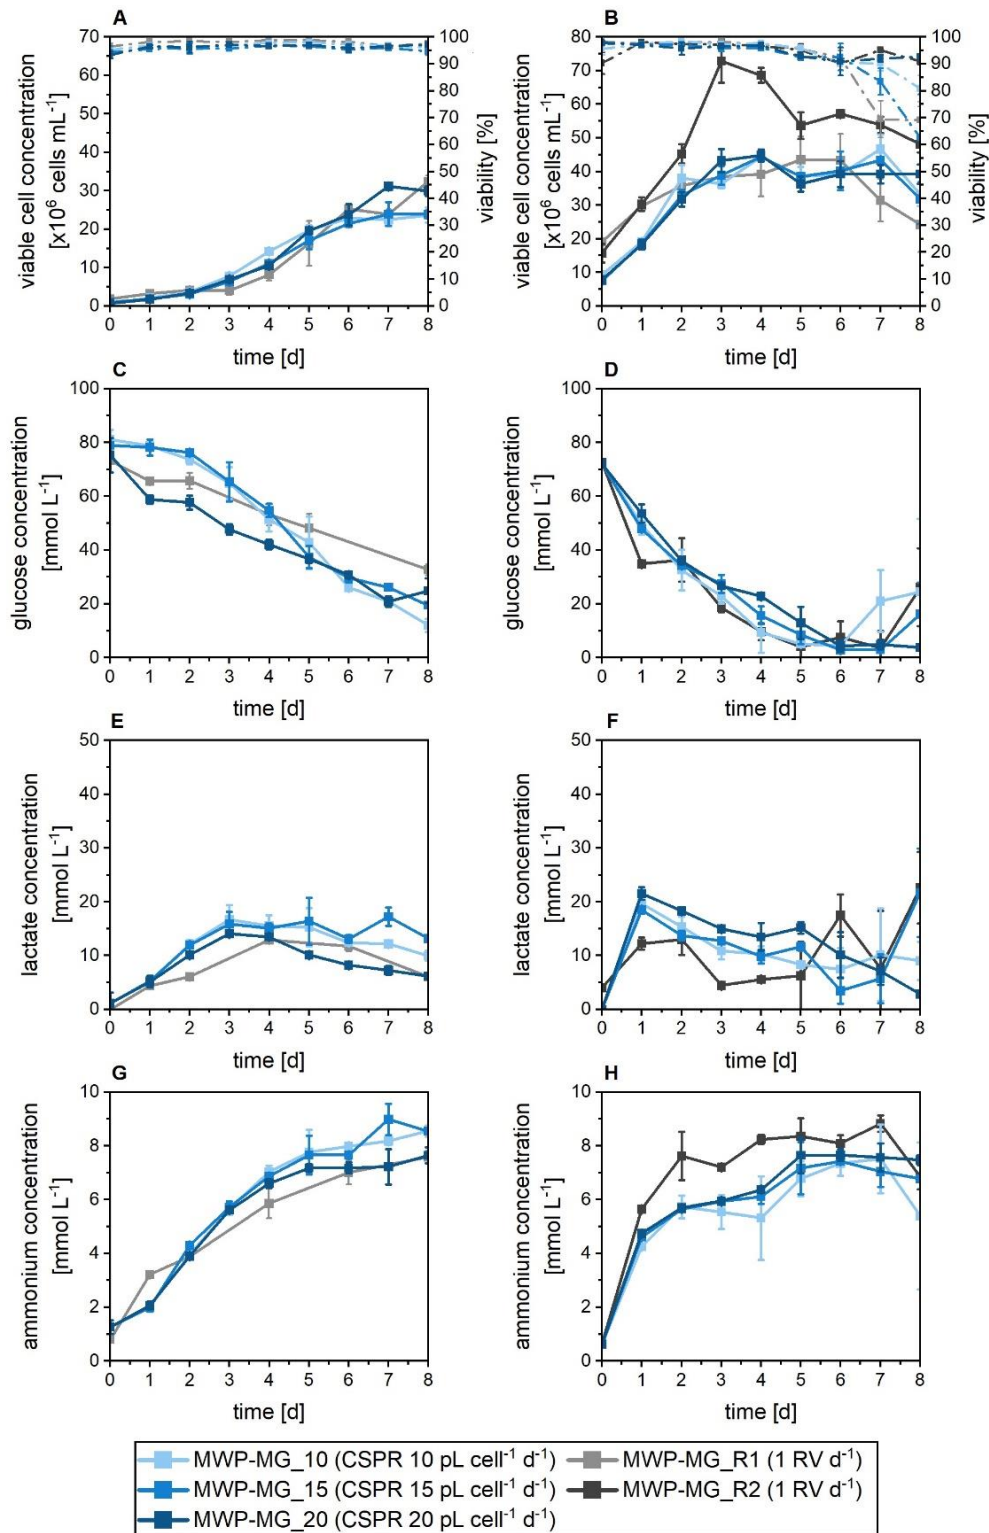 A
B
70
60
50
40
30
20
10
0
100
90
80
70
60
50
40
30
20
10
0
viable cell concentration
[x10⁶ cells mL⁻¹]
viability [%]
0 1 2 3 4 5 6 7 8
time [d]
80
70
60
50
40
30
20
10
0
100
90
80
70
60
50
40
30
20
10
0
viable cell concentration
[x10⁶ cells mL⁻¹]
viability [%]
0 1 2 3 4 5 6 7 8
time [d]
C
D
100
80
60
40
20
0
glucose concentration
[mmol L⁻¹]
0 1 2 3 4 5 6 7 8
time [d]
100
80
60
40
20
0
glucose concentration
[mmol L⁻¹]
0 1 2 3 4 5 6 7 8
time [d]
E
F
50
40
30
20
10
0
lactate concentration
[mmol L⁻¹]
0 1 2 3 4 5 6 7 8
time [d]
50
40
30
20
10
0
lactate concentration
[mmol L⁻¹]
0 1 2 3 4 5 6 7 8
time [d]
G
H
10
8
6
4
2
0
ammonium concentration
[mmol L⁻¹]
0 1 2 3 4 5 6 7 8
time [d]
10
8
6
4
2
0
ammonium concentration
[mmol L⁻¹]
0 1 2 3 4 5 6 7 8
time [d]
MWP-MG_10 (CSPR 10 pL cell⁻¹ d⁻¹)
MWP-MG_R1 (1 RV d⁻¹)
MWP-MG_15 (CSPR 15 pL cell⁻¹ d⁻¹)
MWP-MG_R2 (1 RV d⁻¹)
MWP-MG_20 (CSPR 20 pL cell⁻¹ d⁻¹)